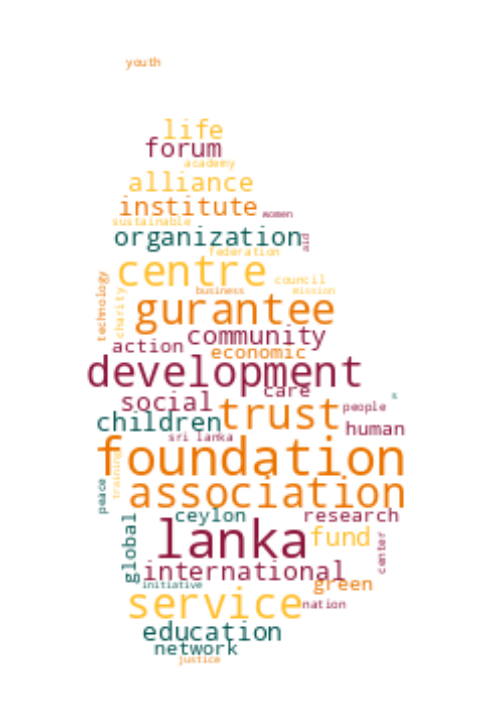 youth
life
forum
academy
alliance
institute
women
sustainable
organization
aid
federation
centre
technology
council
charity
business
mission
gurantee
community
action
economic
development
care
social
trust
people
s
children
human
sri lanka
foundation
training
peace
association
ceylon
research
global
lanka
fund
center
international
initiative
green
service
nation
education
network
justice